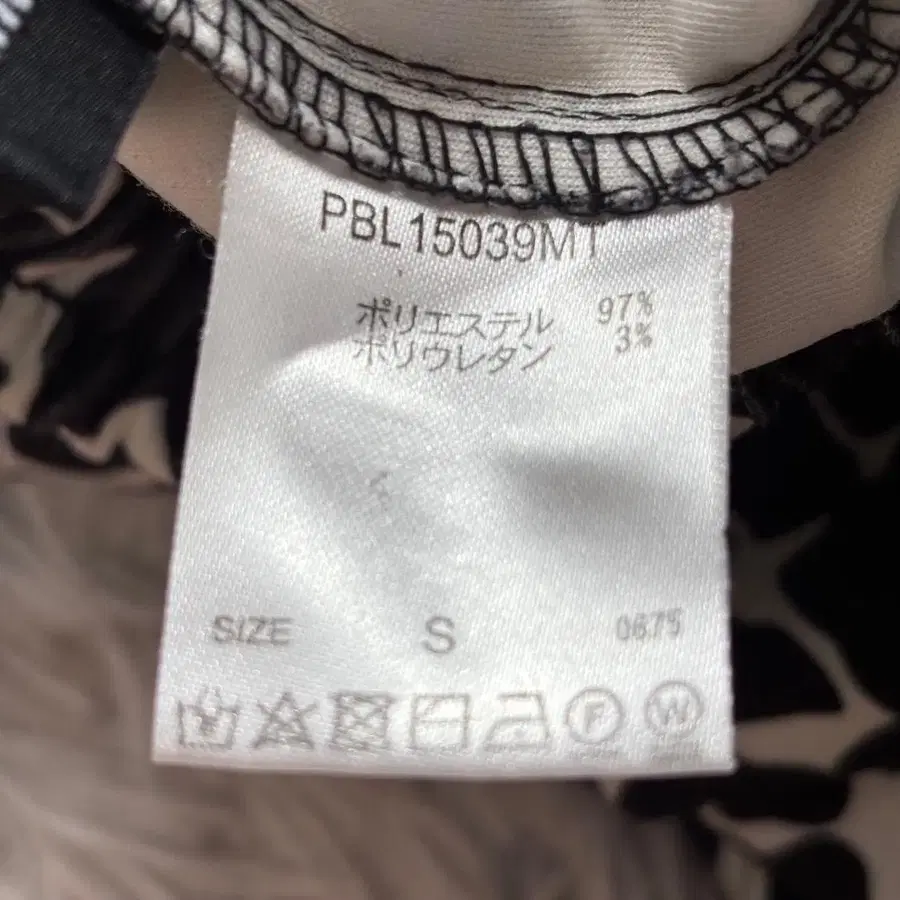 PBL15039MT
ポリエステル 97%
ポリウレタン 3%
SIZE S 0675
F W